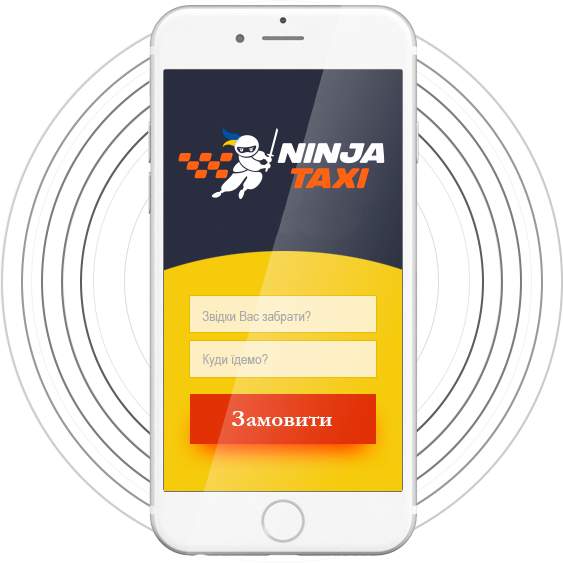 NINJA
TAXI
Звідки Вас забрати?
Куди їдемо?
Замовити